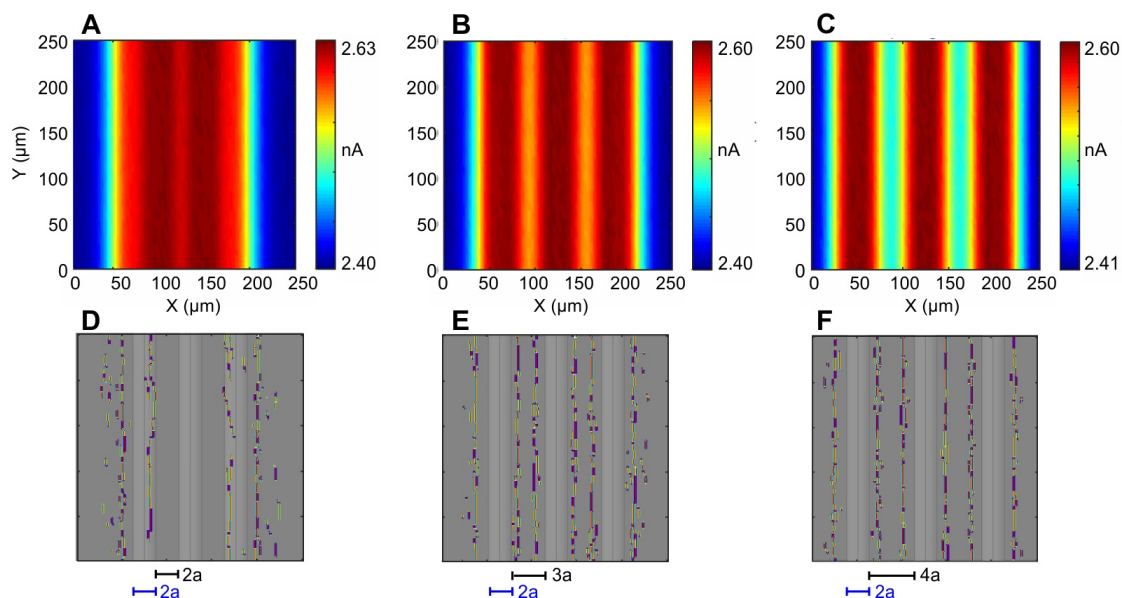 A B C
250 2.63 250 2.60 250 2.60
200 200 200
150 150 150
Y (µm) nA nA nA
100 100 100
50 50 50
0 2.40 0 2.40 0 2.41
0 50 100 150 200 250 0 50 100 150 200 250 0 50 100 150 200 250
X (µm) X (µm) X (µm)
D E F
2a 3a 4a
2a 2a 2a